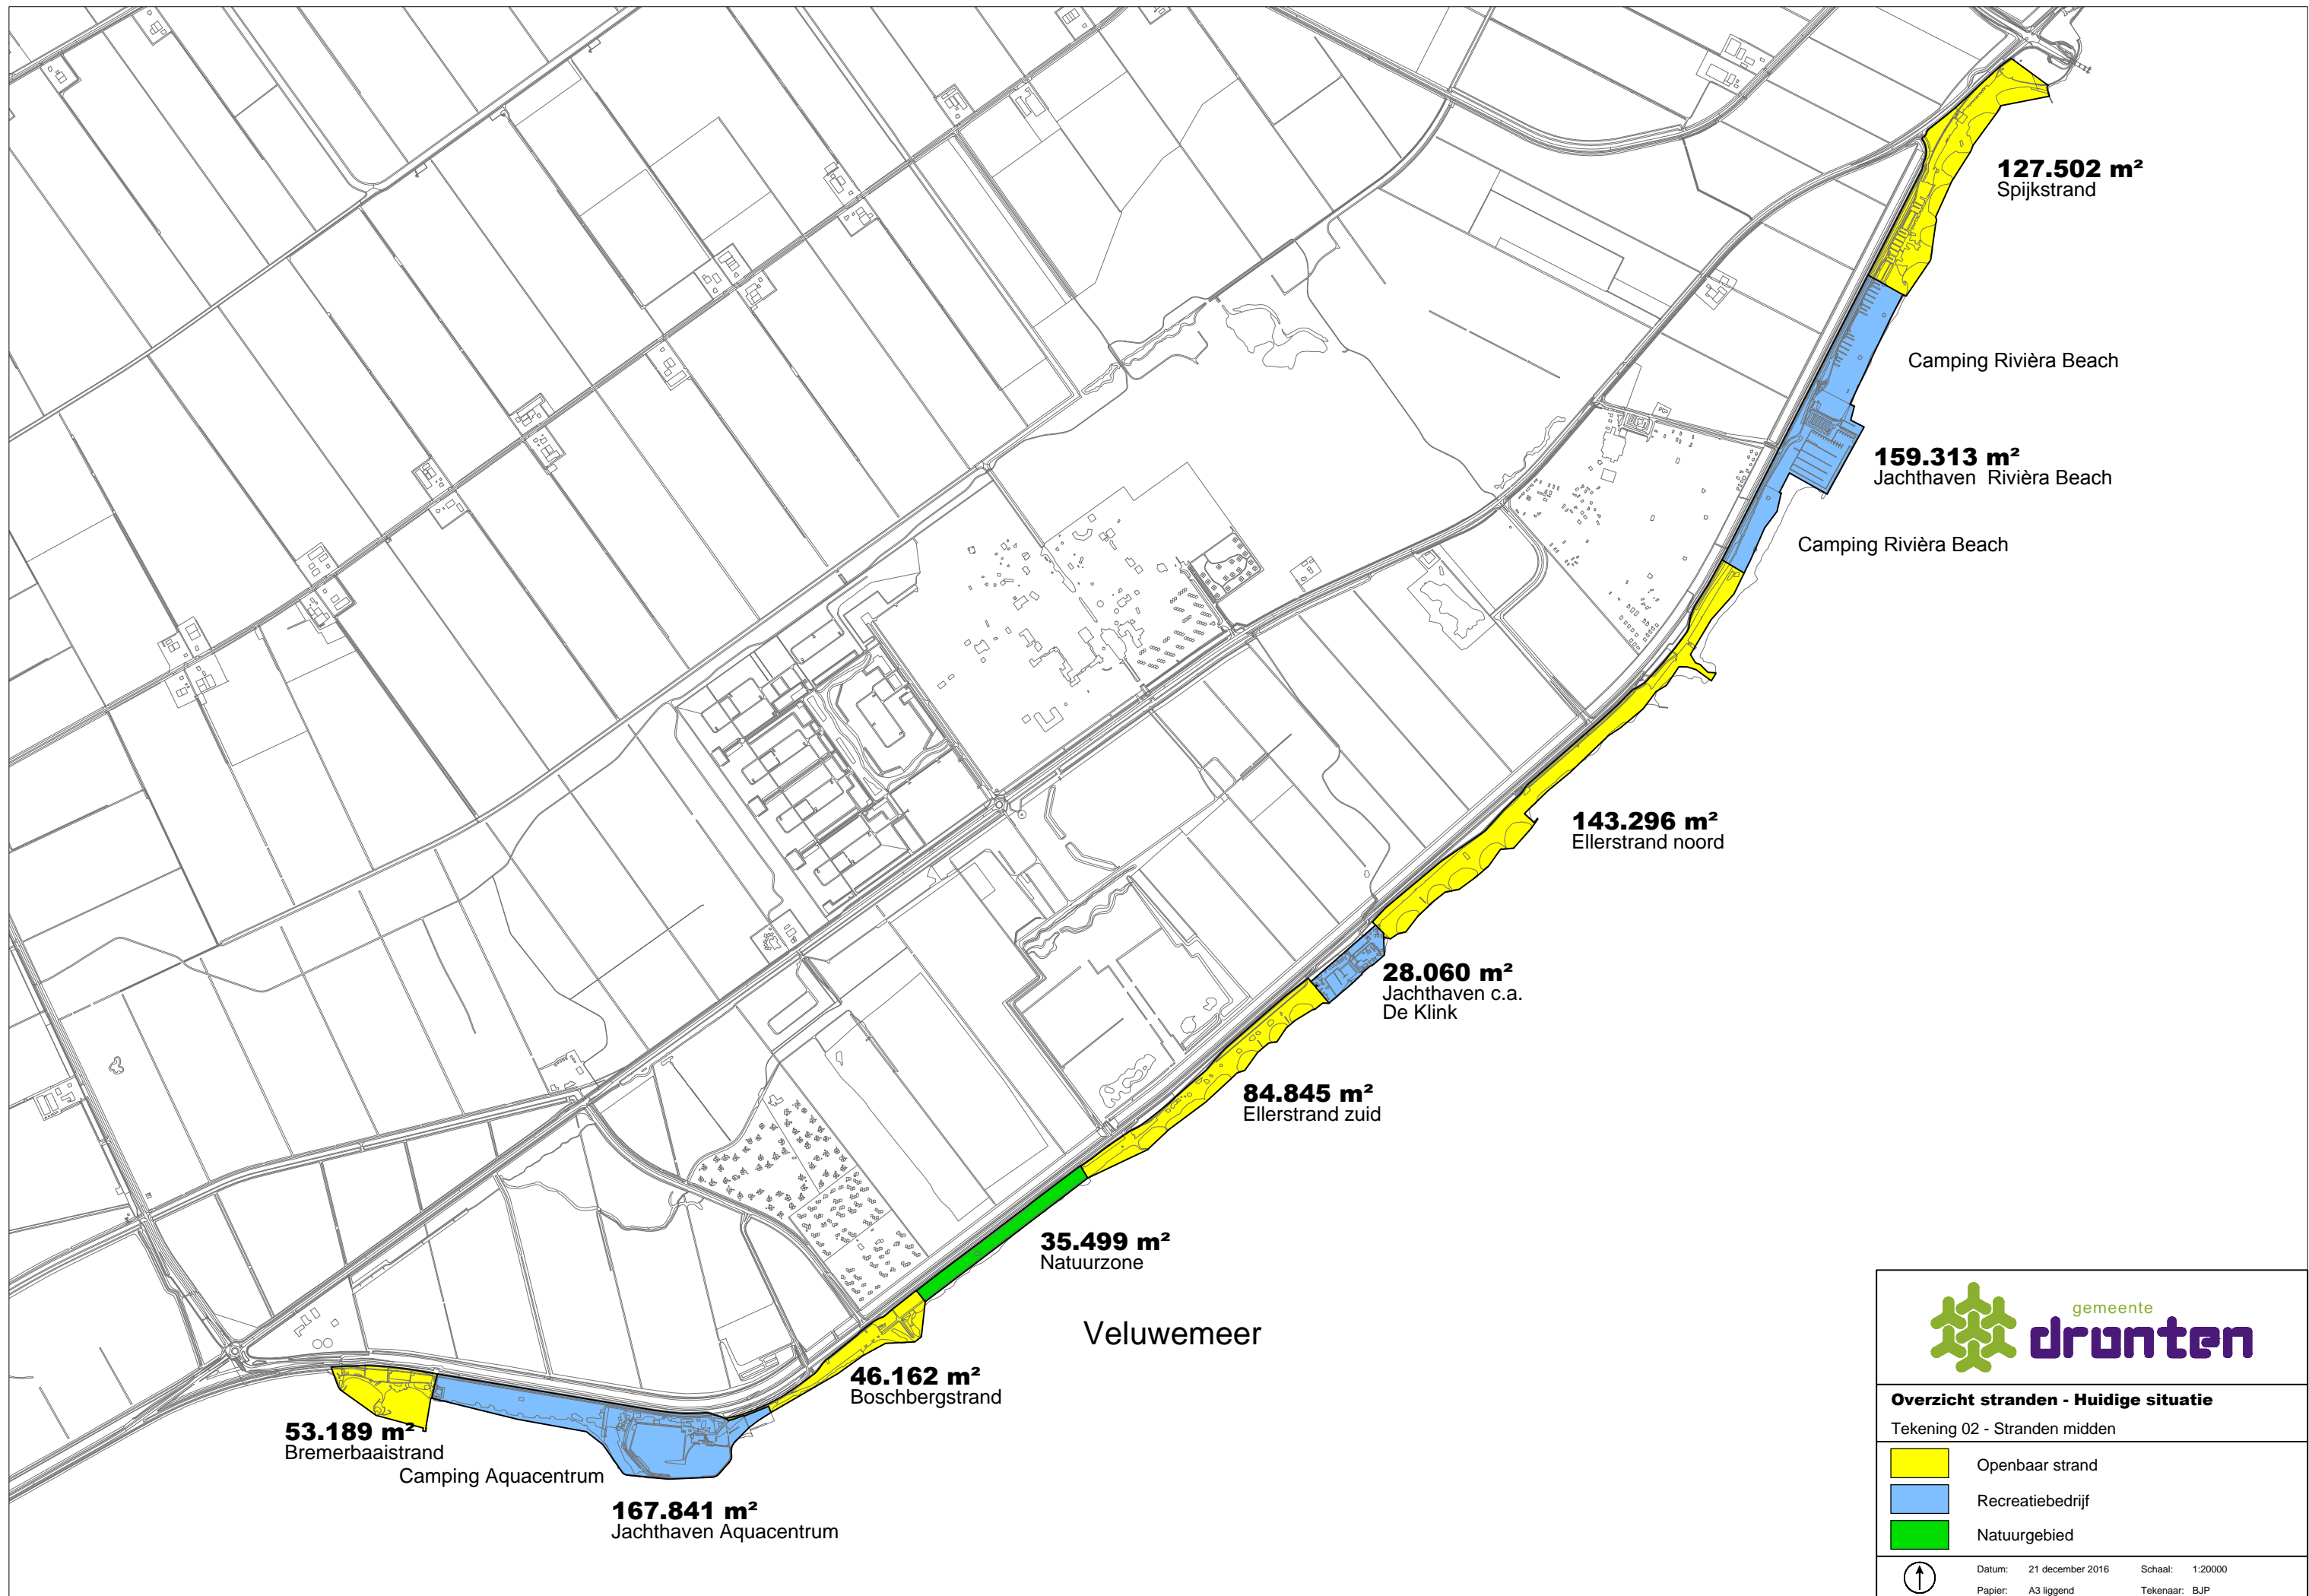 127.502 m²
Spijkstrand
Camping Rivièra Beach
159.313 m²
Jachthaven Rivièra Beach
Camping Rivièra Beach
143.296 m²
Ellerstrand noord
28.060 m²
Jachthaven c.a.
De Klink
84.845 m²
Ellerstrand zuid
35.499 m²
Natuurzone
Veluwemeer
46.162 m²
Boschbergstrand
53.189 m²
Bremerbaaistrand
Camping Aquacentrum
167.841 m²
Jachthaven Aquacentrum
gemeente
dronten
Overzicht stranden - Huidige situatie
Tekening 02 - Stranden midden
Openbaar strand
Recreatiebedrijf
Natuurgebied
Datum: 21 december 2016 Schaal: 1:20000
Papier: A3 liggend Tekenaar: BJP